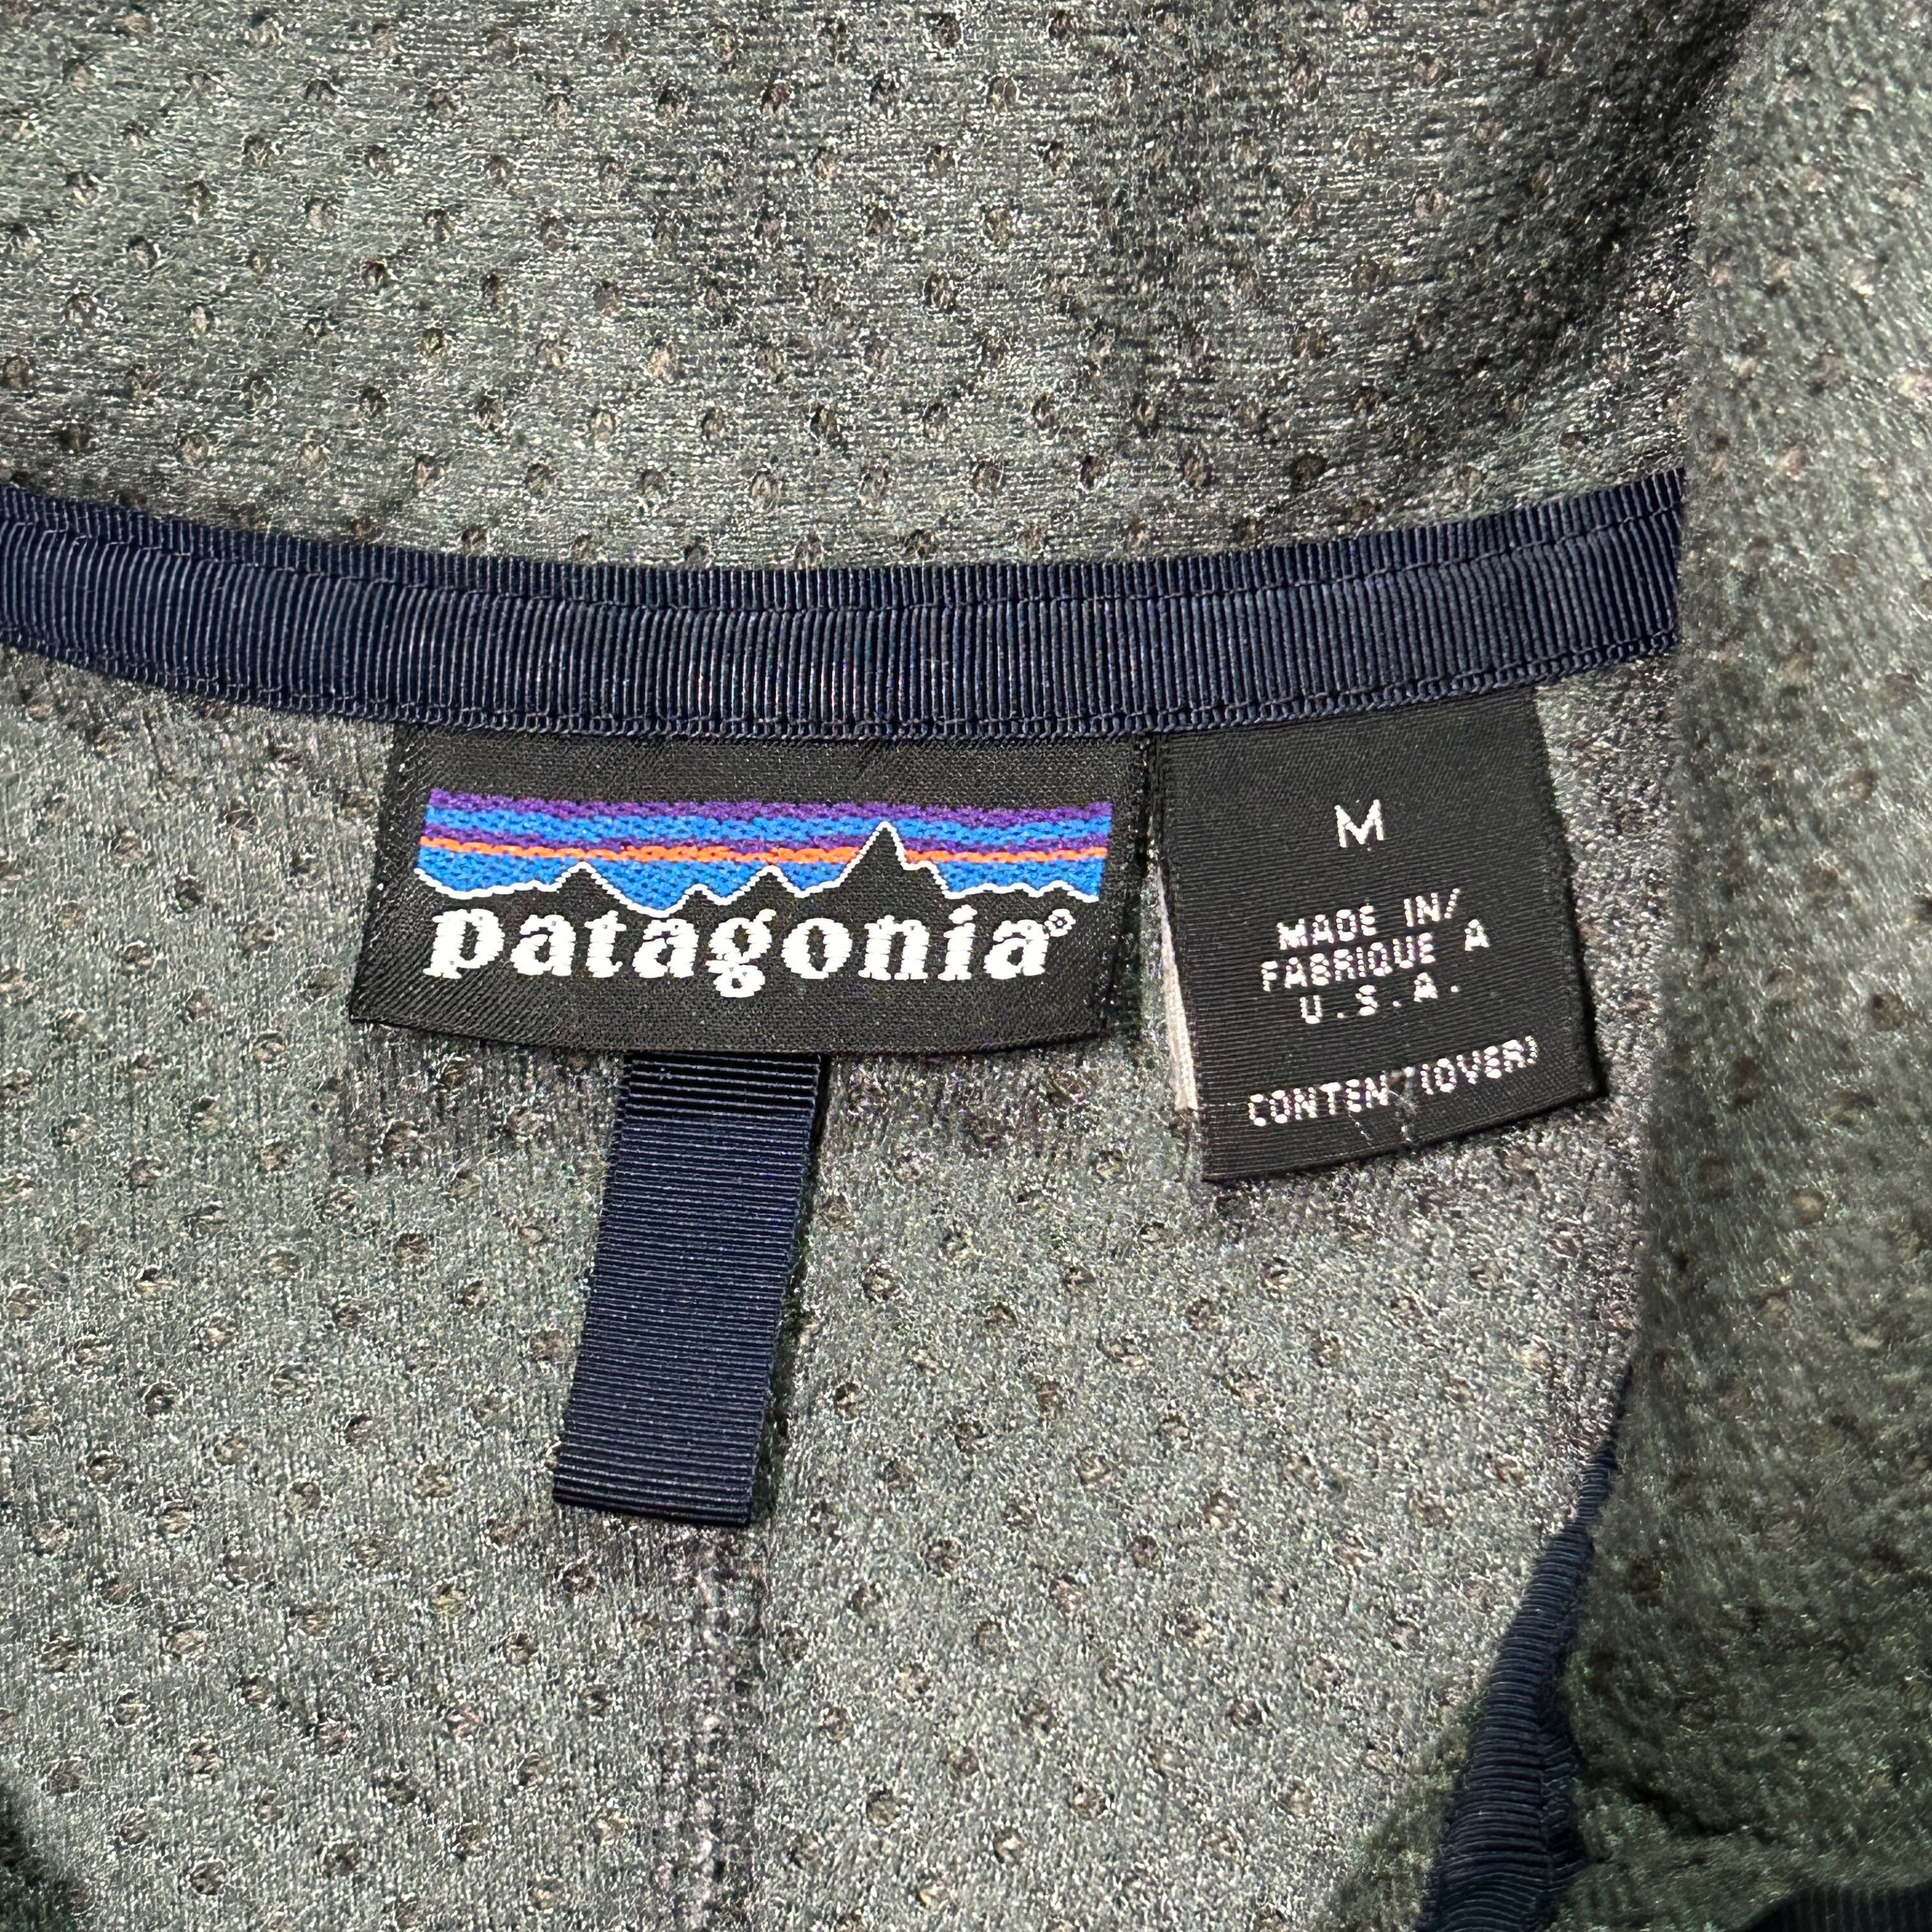 patagonia®
M
MADE IN/
FABRIQUE A
U.S.A.
CONTENT(OVER)